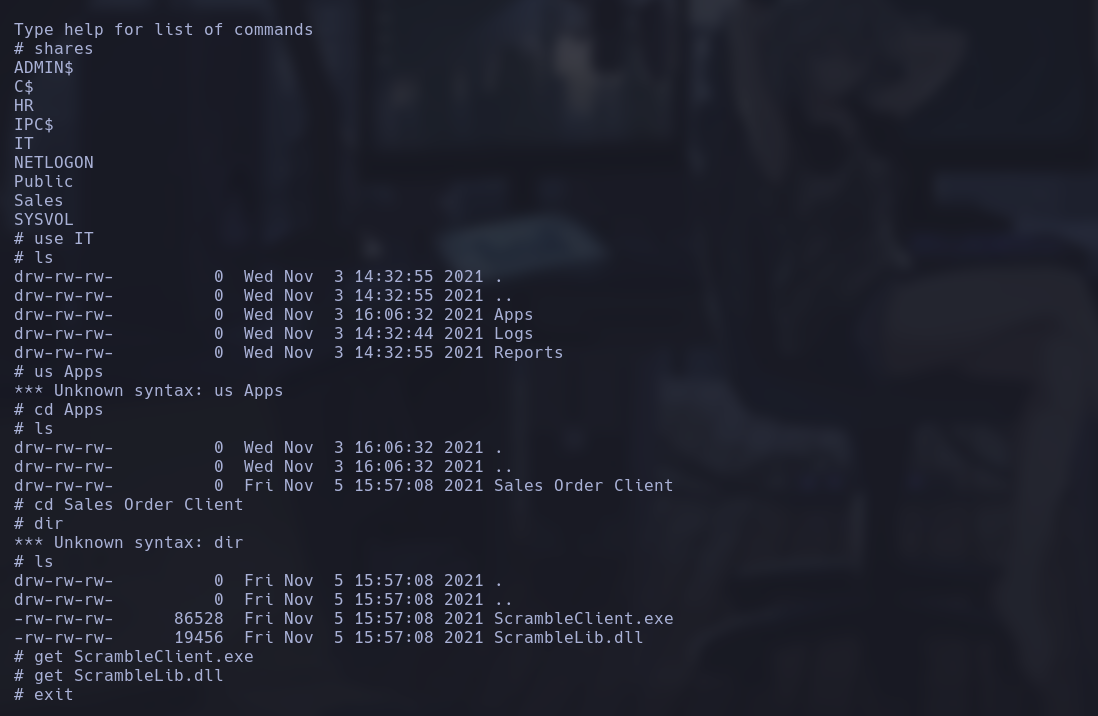 Type help for list of commands
# shares
ADMIN$
C$
HR
IPC$
IT
NETLOGON
Public
Sales
SYSVOL
# use IT
# ls
drw-rw-rw-          0  Wed Nov  3 14:32:55 2021 .
drw-rw-rw-          0  Wed Nov  3 14:32:55 2021 ..
drw-rw-rw-          0  Wed Nov  3 16:06:32 2021 Apps
drw-rw-rw-          0  Wed Nov  3 14:32:44 2021 Logs
drw-rw-rw-          0  Wed Nov  3 14:32:55 2021 Reports
# us Apps
*** Unknown syntax: us Apps
# cd Apps
# ls
drw-rw-rw-          0  Wed Nov  3 16:06:32 2021 .
drw-rw-rw-          0  Wed Nov  3 16:06:32 2021 ..
drw-rw-rw-          0  Fri Nov  5 15:57:08 2021 Sales Order Client
# cd Sales Order Client
# dir
*** Unknown syntax: dir
# ls
drw-rw-rw-          0  Fri Nov  5 15:57:08 2021 .
drw-rw-rw-          0  Fri Nov  5 15:57:08 2021 ..
-rw-rw-rw-      86528  Fri Nov  5 15:57:08 2021 ScrambleClient.exe
-rw-rw-rw-      19456  Fri Nov  5 15:57:08 2021 ScrambleLib.dll
# get ScrambleClient.exe
# get ScrambleLib.dll
# exit